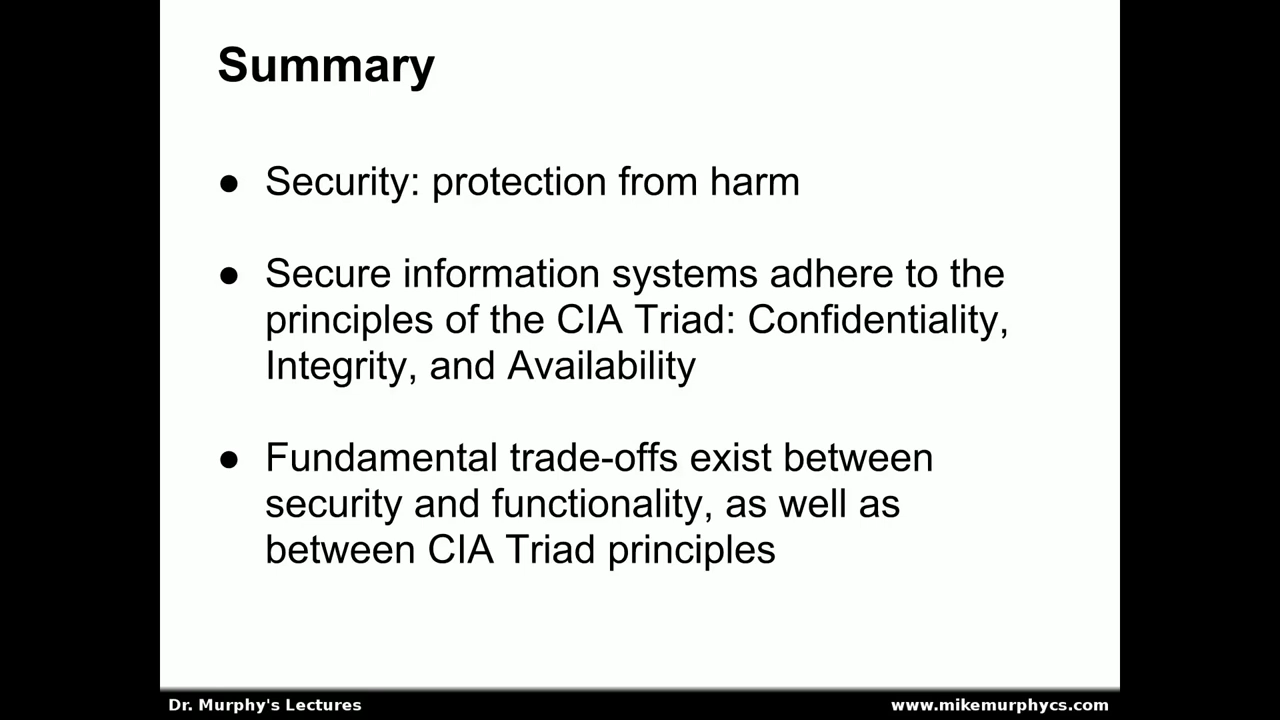 Summary
● Security: protection from harm
● Secure information systems adhere to the
principles of the CIA Triad: Confidentiality,
Integrity, and Availability
● Fundamental trade-offs exist between
security and functionality, as well as
between CIA Triad principles
Dr. Murphy's Lectures
www.mikemurphycs.com